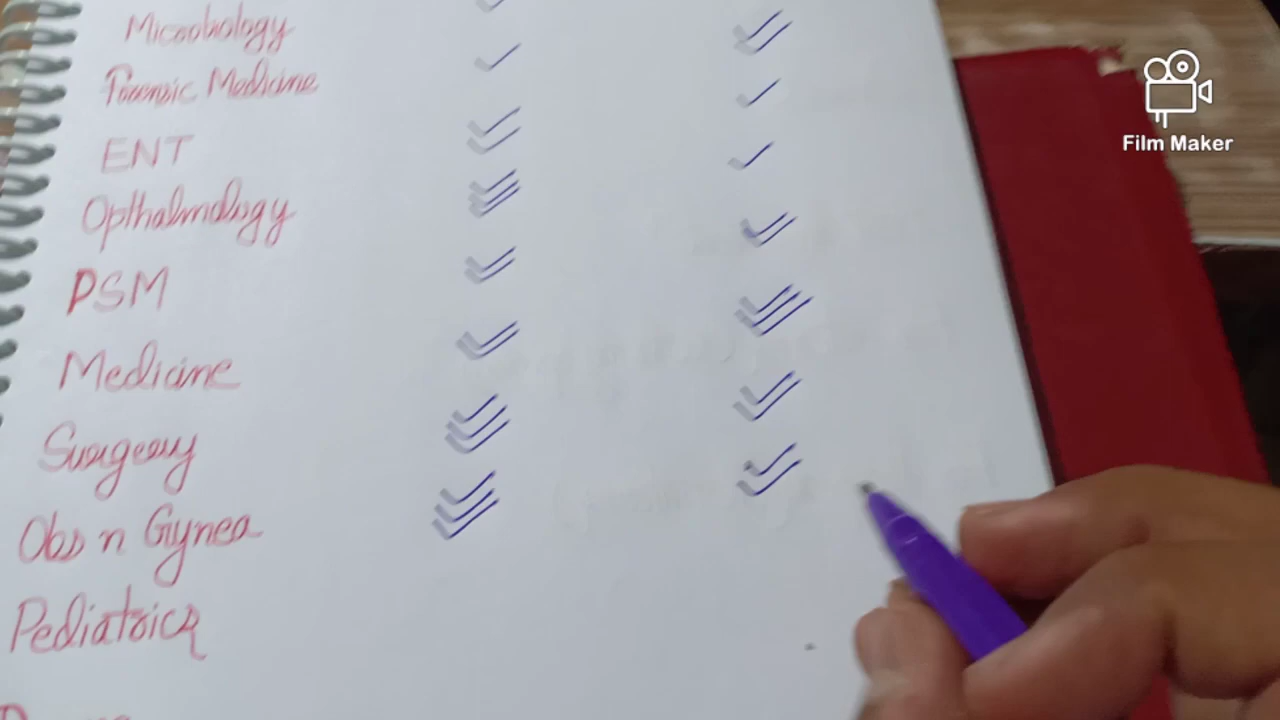 Microbiology
Forensic Medicine
ENT
Opthalmology
PSM
Medicine
Surgery
Obs n Gynea
Pediatrics
Film Maker